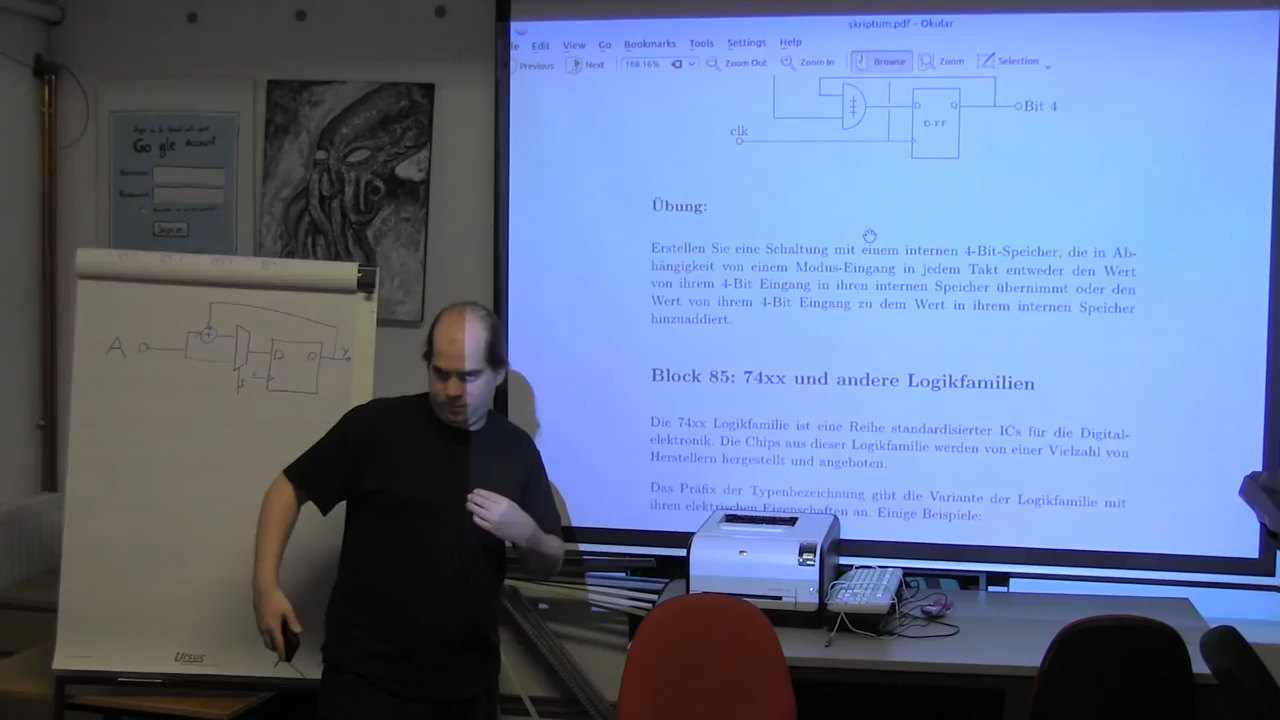 skriptum.pdf – Okular
Edit View Go Bookmarks Tools Settings Help
Previous Next 168.16% Zoom Out Zoom In Browse Zoom Selection
D Q Bit 4
D-FF
clk
Übung:
Erstellen Sie eine Schaltung mit einem internen 4-Bit-Speicher, die in Ab-
hängigkeit von einem Modus-Eingang in jedem Takt entweder den Wert
von ihrem 4-Bit Eingang in ihren internen Speicher übernimmt oder den
Wert von ihrem 4-Bit Eingang zu dem Wert in ihrem internen Speicher
hinzuaddiert.
Block 85: 74xx und andere Logikfamilien
Die 74xx Logikfamilie ist eine Reihe standardisierter ICs für die Digital-
elektronik. Die Chips aus dieser Logikfamilie werden von einer Vielzahl von
Herstellern hergestellt und angeboten.
Das Präfix der Typenbezeichnung gibt die Variante der Logikfamilie mit
ihren elektrischen Eigenschaften an. Einige Beispiele:
Google Account
Sign in
A + D Q Y
S
Ursus